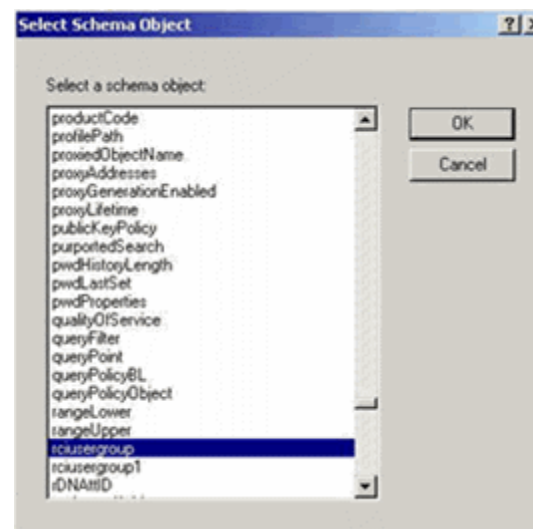 Select Schema Object
Select a schema object:
productCode
profilePath
proxiedObjectName
proxyAddresses
proxyGenerationEnabled
proxyLifetime
publicKeyPolicy
purportedSearch
pwdHistoryLength
pwdLastSet
pwdProperties
qualityOfService
queryFilter
queryPoint
queryPolicyBL
queryPolicyObject
rangeLower
rangeUpper
rciusergroup
rciusergroup1
rDNAttID
OK
Cancel